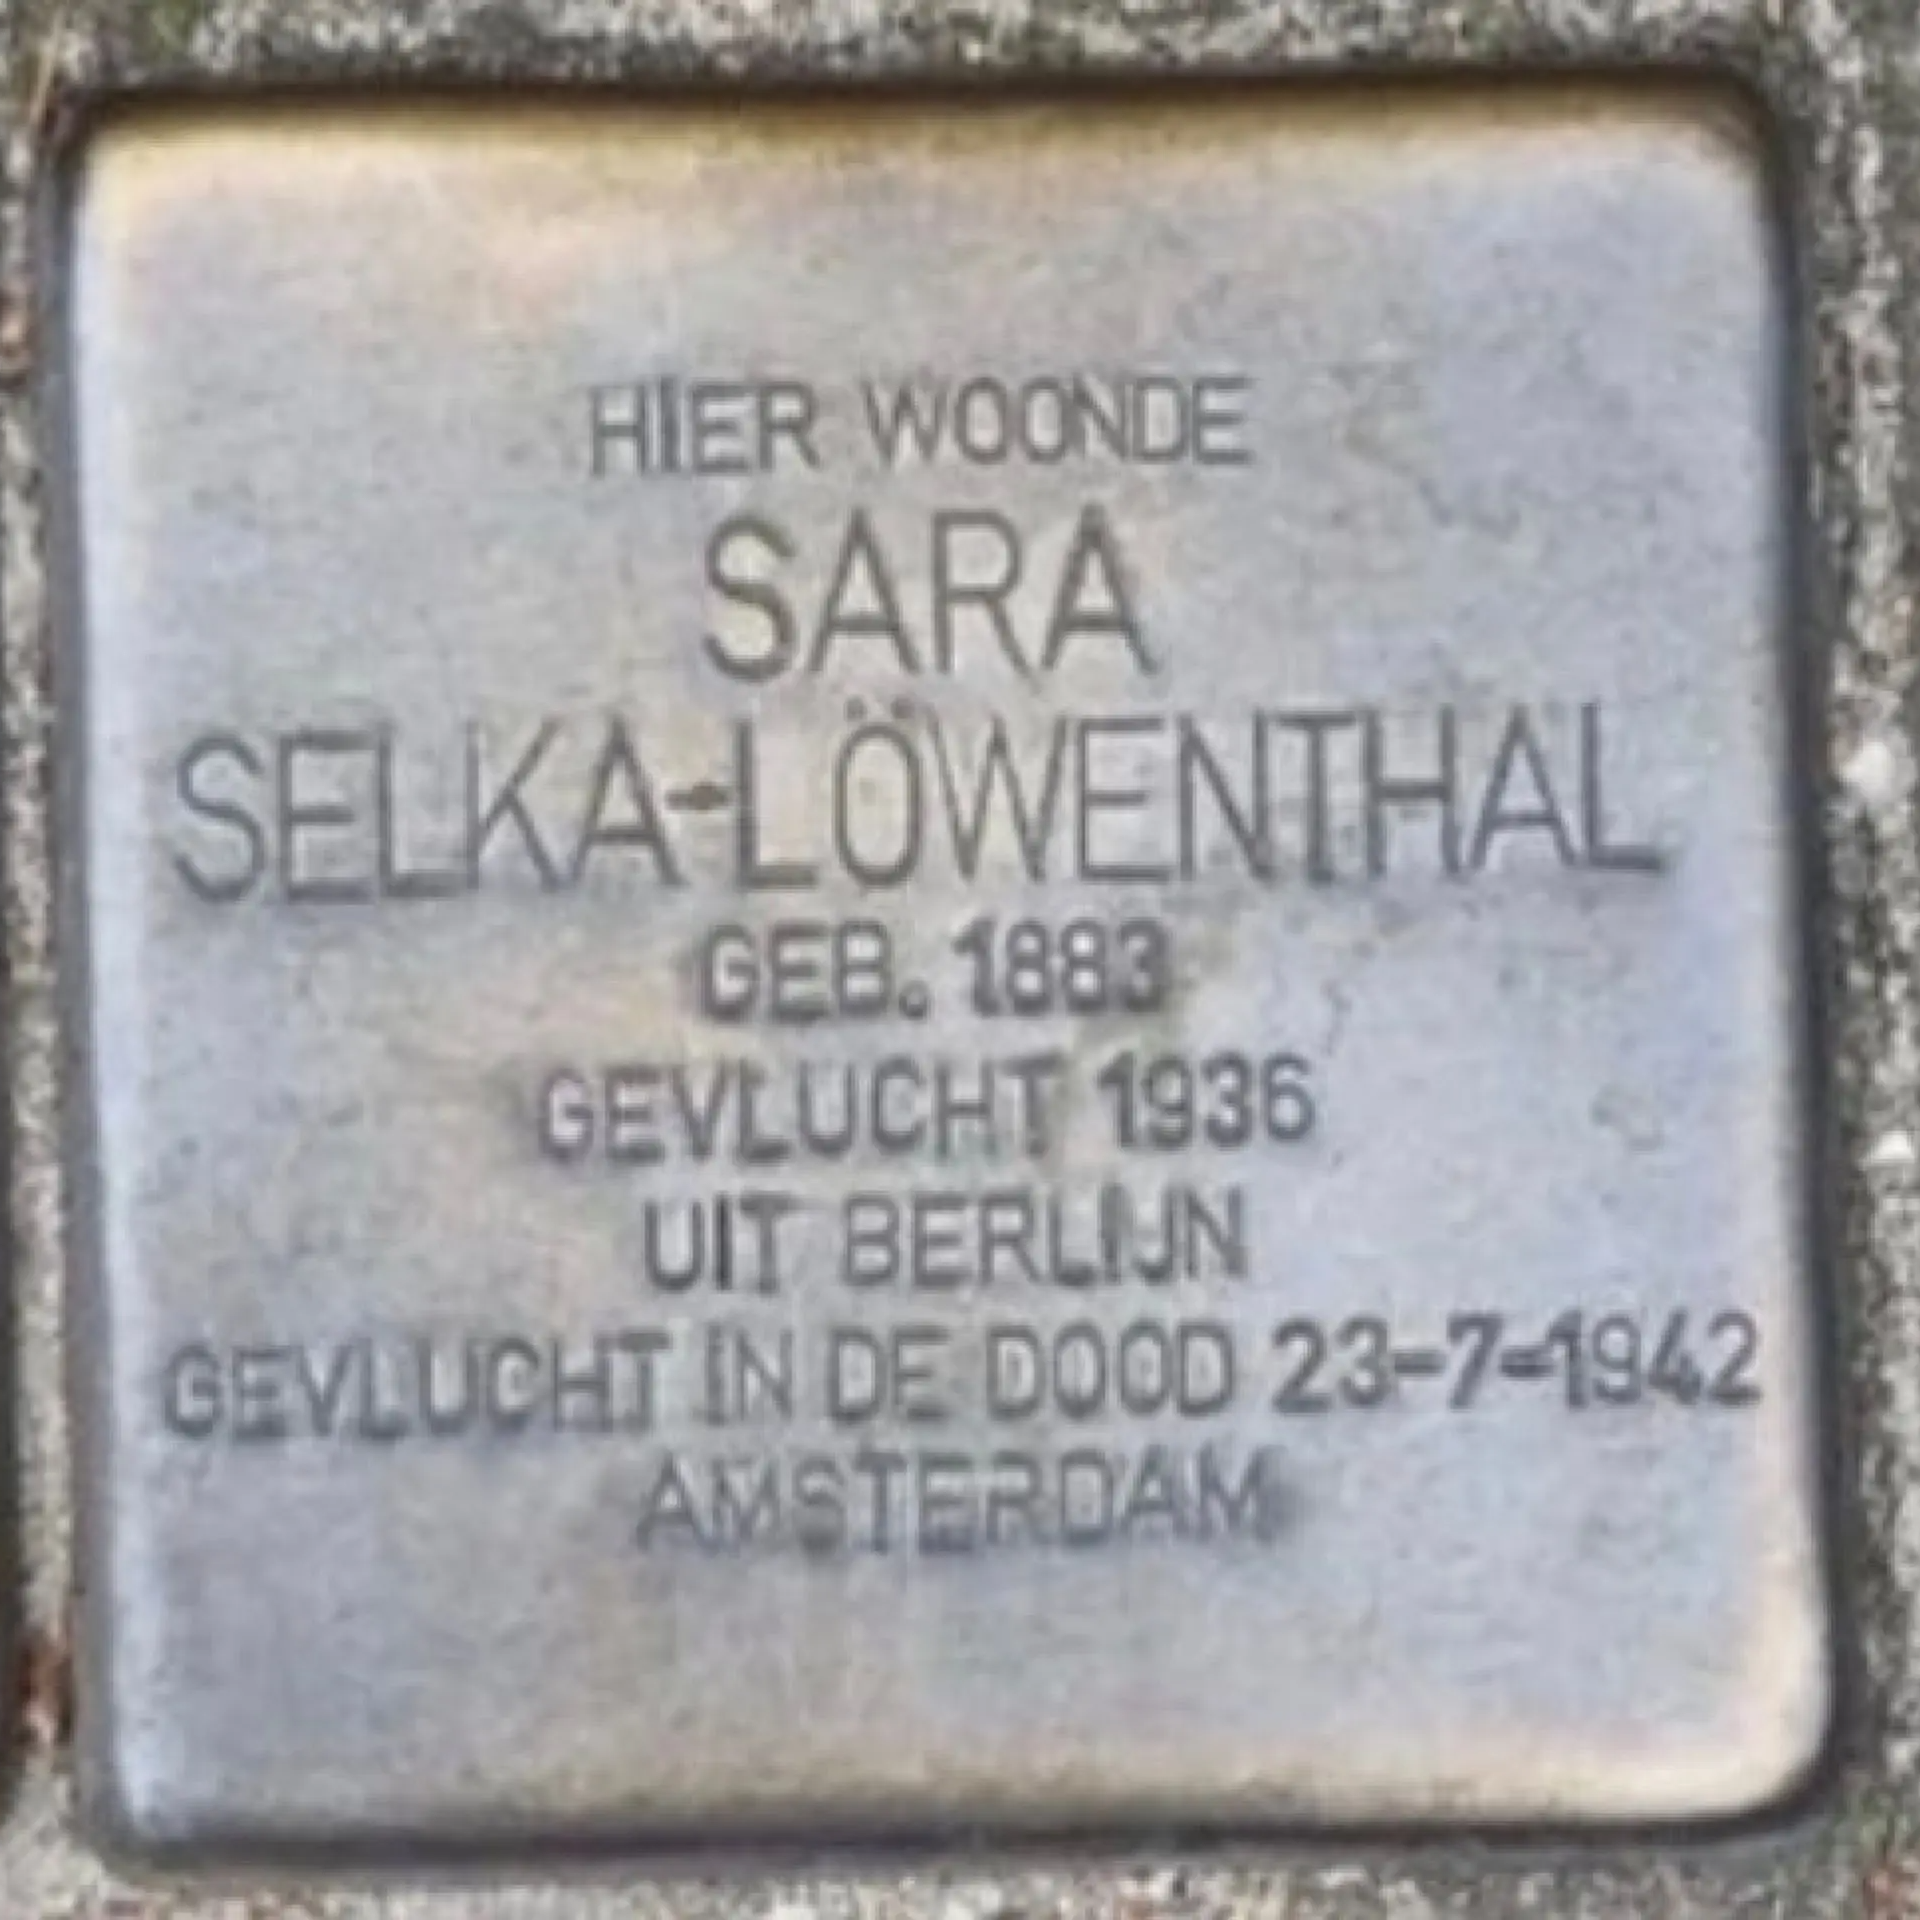 HIER WOONDE
SARA
SELKA-LÖWENTHAL
GEB. 1883
GEVLUCHT 1936
UIT BERLIJN
GEVLUCHT IN DE DOOD 23-7-1942
AMSTERDAM